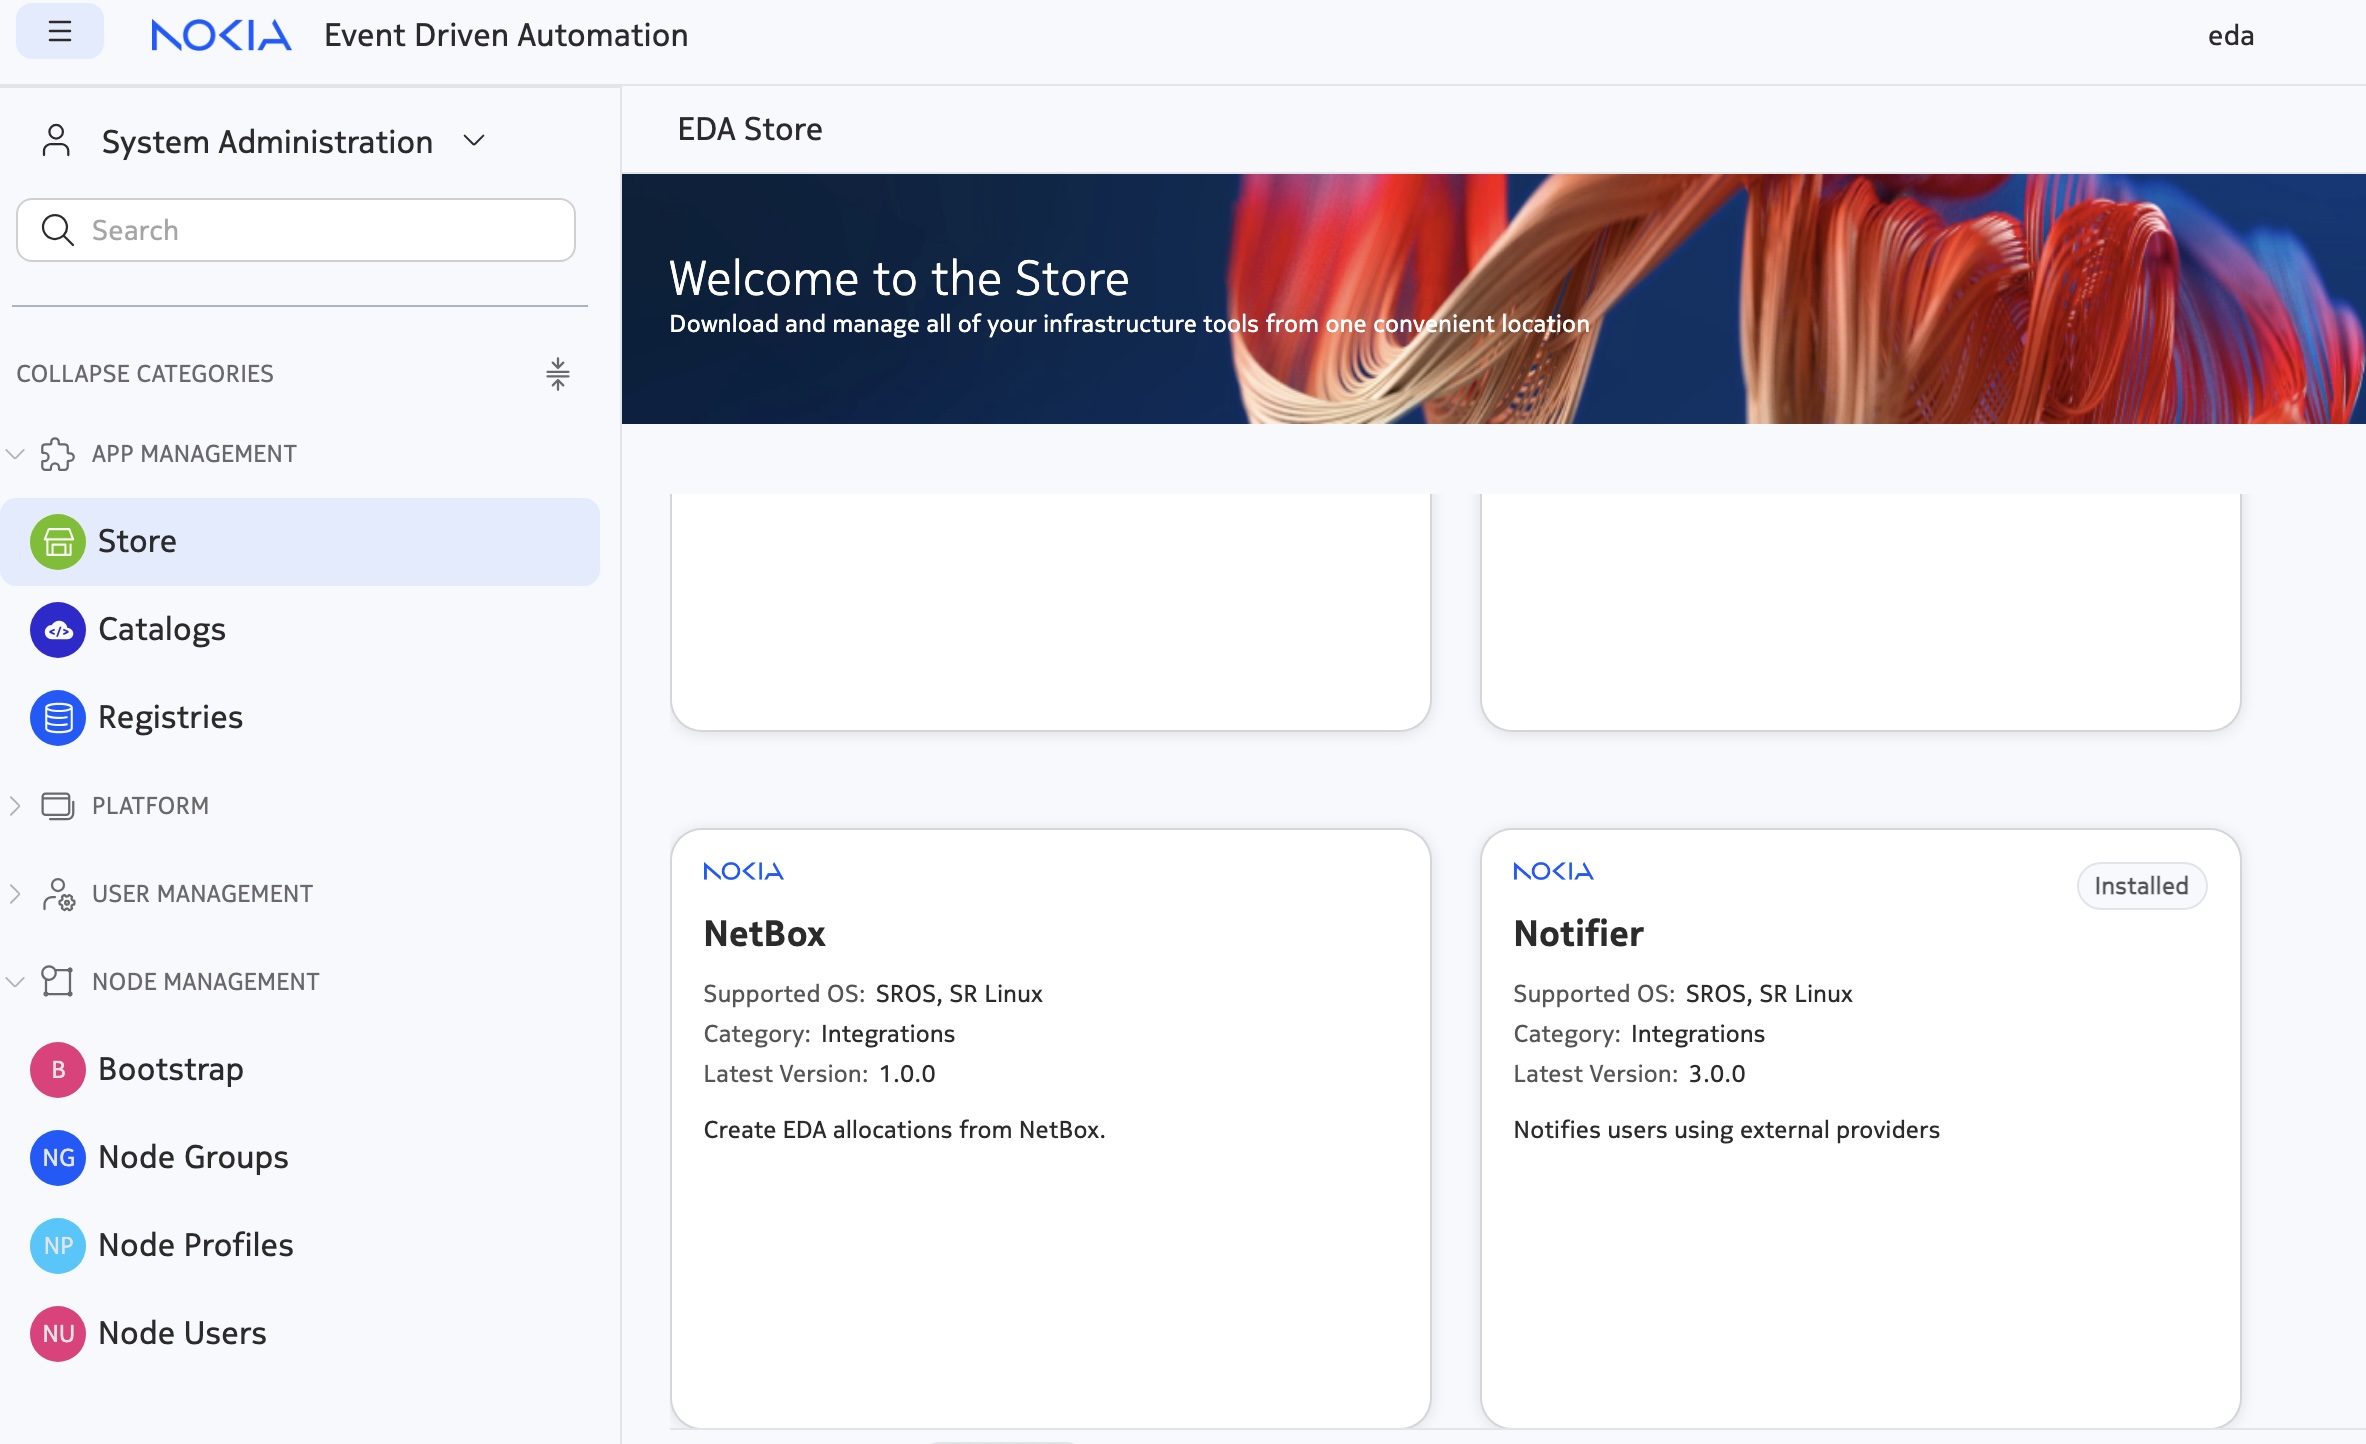 NOKIA Event Driven Automation
eda
System Administration
Search
COLLAPSE CATEGORIES
APP MANAGEMENT
Store
Catalogs
Registries
PLATFORM
USER MANAGEMENT
NODE MANAGEMENT
B Bootstrap
NG Node Groups
NP Node Profiles
NU Node Users
EDA Store
Welcome to the Store
Download and manage all of your infrastructure tools from one convenient location
NOKIA
NetBox
Supported OS: SROS, SR Linux
Category: Integrations
Latest Version: 1.0.0
Create EDA allocations from NetBox.
NOKIA
Installed
Notifier
Supported OS: SROS, SR Linux
Category: Integrations
Latest Version: 3.0.0
Notifies users using external providers